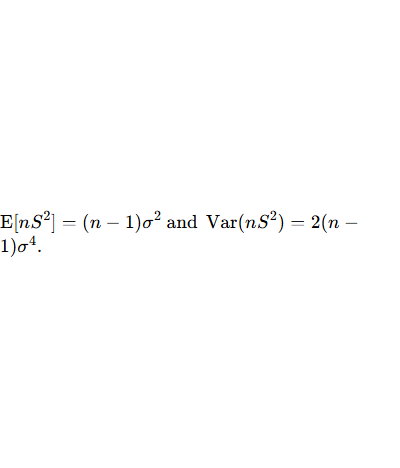 E[nS²] = (n − 1)σ² and Var(nS²) = 2(n −
1)σ⁴.